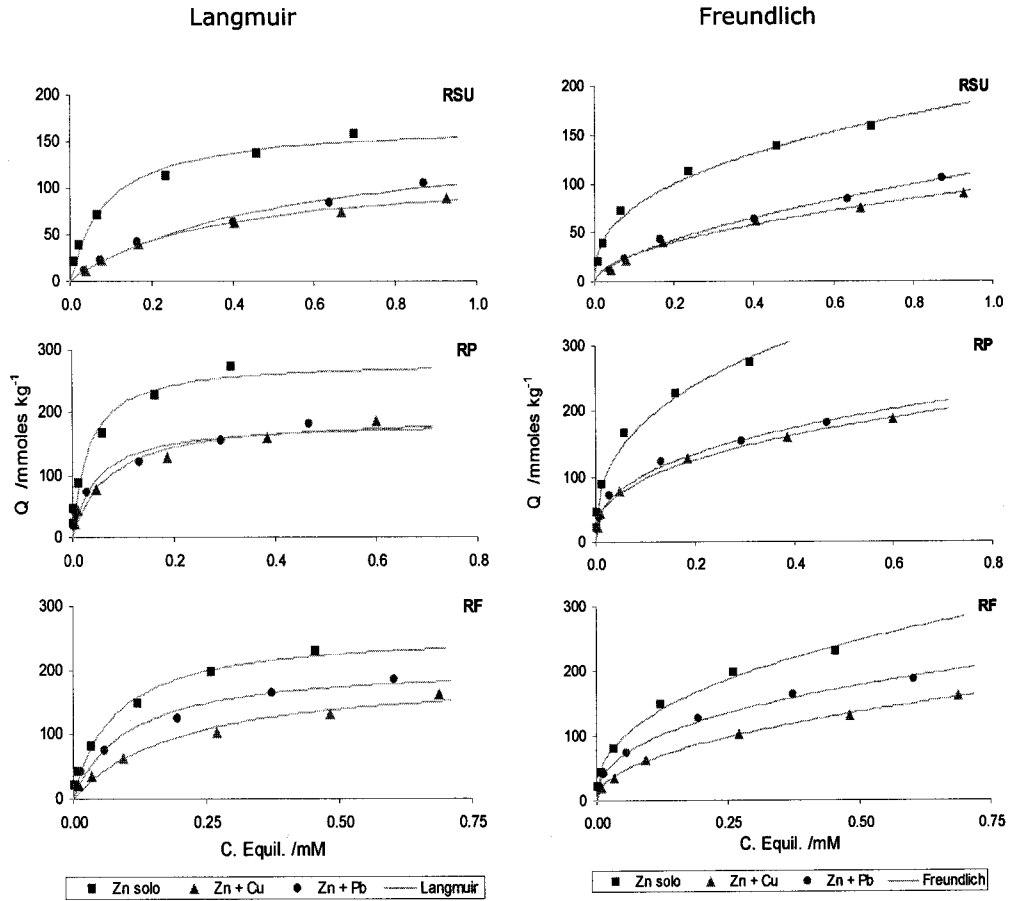 Langmuir
Freundlich
RSU
200
150
100
50
0
0.0 0.2 0.4 0.6 0.8 1.0
RSU
200
150
100
50
0
0.0 0.2 0.4 0.6 0.8 1.0
Q /mmoles kg-1
RP
300
200
100
0
0.0 0.2 0.4 0.6 0.8
Q /mmoles kg-1
RP
300
200
100
0
0.0 0.2 0.4 0.6 0.8
RF
300
200
100
0
0.00 0.25 0.50 0.75
C. Equil. /mM
RF
300
200
100
0
0.00 0.25 0.50 0.75
C. Equil. /mM
Zn solo Zn + Cu Zn + Pb Langmuir
Zn solo Zn + Cu Zn + Pb Freundlich